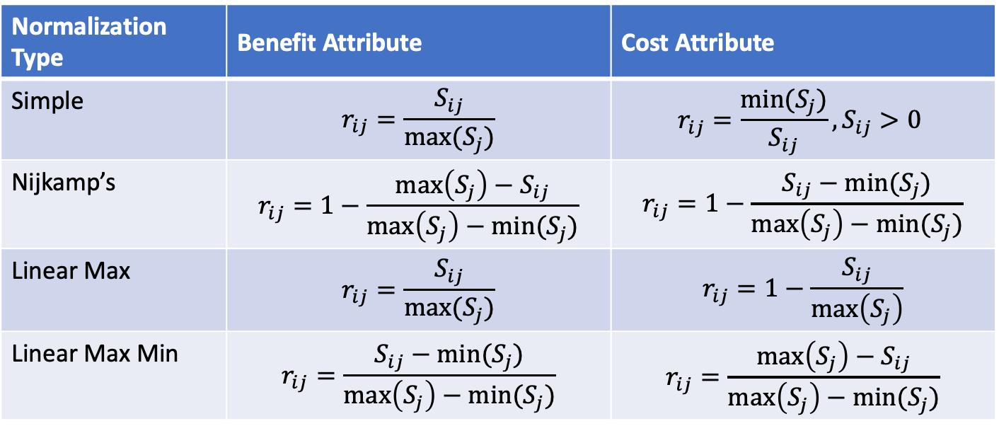 Normalization Type | Benefit Attribute | Cost Attribute
Simple | r_{ij} = \frac{S_{ij}}{\max(S_j)} | r_{ij} = \frac{\min(S_j)}{S_{ij}}, S_{ij} > 0
Nijkamp’s | r_{ij} = 1 - \frac{\max(S_j) - S_{ij}}{\max(S_j) - \min(S_j)} | r_{ij} = 1 - \frac{S_{ij} - \min(S_j)}{\max(S_j) - \min(S_j)}
Linear Max | r_{ij} = \frac{S_{ij}}{\max(S_j)} | r_{ij} = 1 - \frac{S_{ij}}{\max(S_j)}
Linear Max Min | r_{ij} = \frac{S_{ij} - \min(S_j)}{\max(S_j) - \min(S_j)} | r_{ij} = \frac{\max(S_j) - S_{ij}}{\max(S_j) - \min(S_j)}